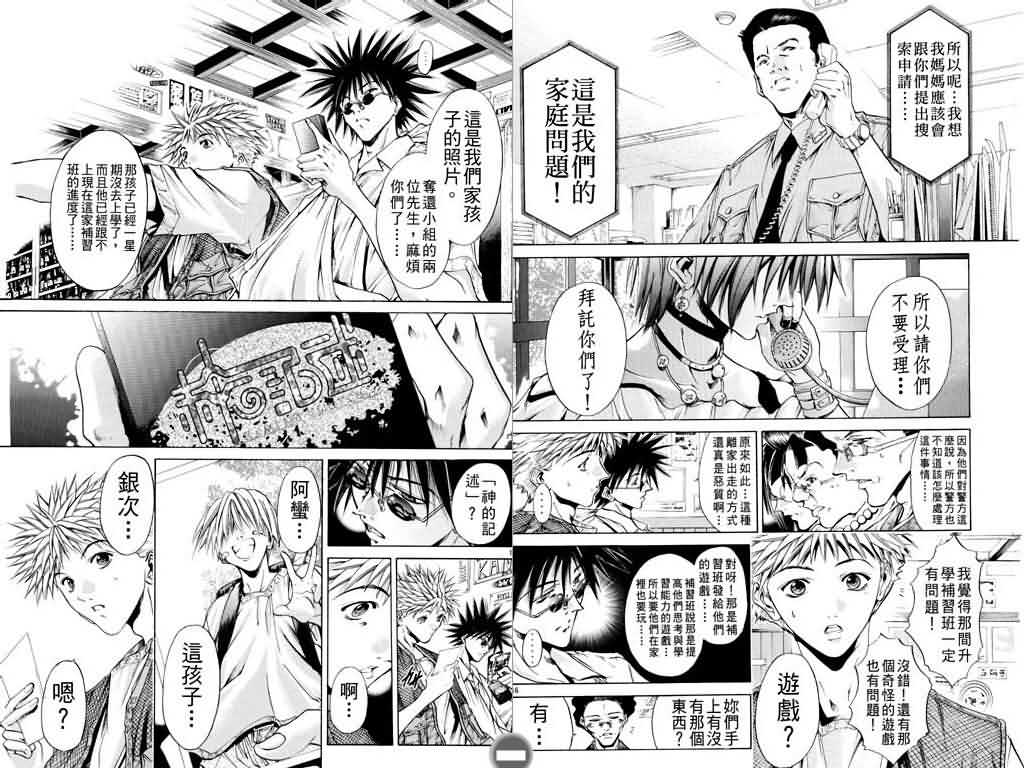 所以呢…我想
我媽媽應該會
跟你們提出搜
索申請……
這是我們的
家庭問題！
所以請你們
不要受理…
拜託你們了！
因為他們對警方這
麼說，所以警方也
不知道該怎麼處理
這件事情……
原來如此…這種
離家出走的方式
還真是惡質啊…
……
我覺得那間升
學補習班一定
有問題！
沒錯！還有那
個奇怪的遊戲
也有問題！
遊戲？
對呀！那是補
習班發給他們
的遊戲…
補習班說那是提
高他們思考與學
習能力的遊戲…
所以要他們在家
裡也要玩……
……
妳們手
上有沒
有那個
東西？
有…
6
……
這是我們家孩
子的照片。
奪還小組的兩
位先生，麻煩
你們了……
那孩子已經一星
期沒去上學了，
而且他已經跟不
上現在這家補習
班的進度了……
「神的記
述」？
啊…
阿蠻…
這孩子…
銀次…
嗯？